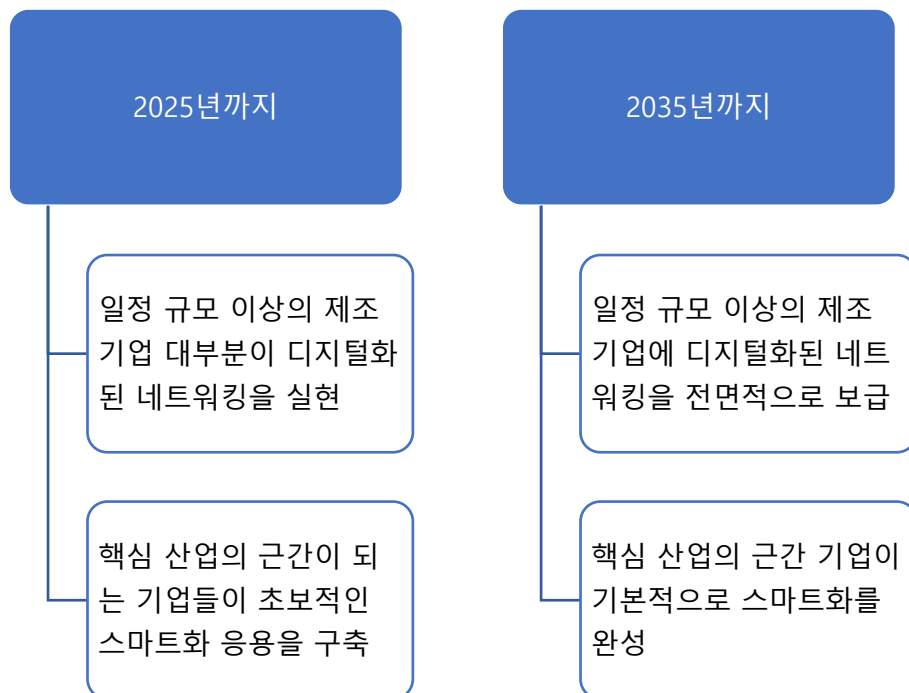 2025년까지
일정 규모 이상의 제조
기업 대부분이 디지털화
된 네트워킹을 실현
핵심 산업의 근간이 되
는 기업들이 초보적인
스마트화 응용을 구축
2035년까지
일정 규모 이상의 제조
기업에 디지털화된 네트
워킹을 전면적으로 보급
핵심 산업의 근간 기업이
기본적으로 스마트화를
완성